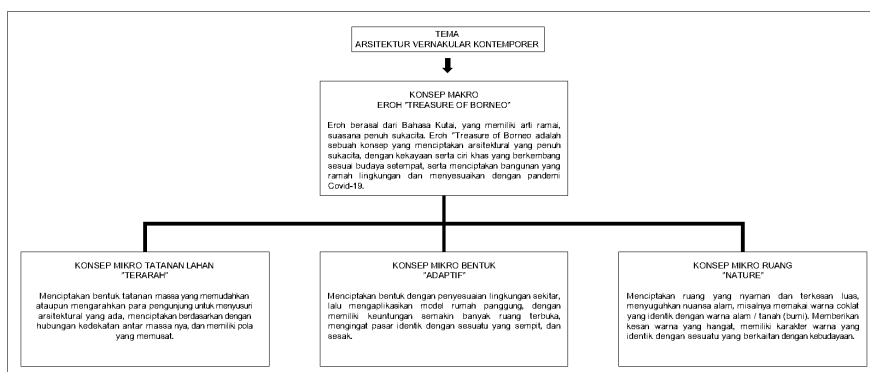 TEMA
ARSITEKTUR VERNAKULAR KONTEMPORER
KONSEP MAKRO
EROH "TREASURE OF BORNEO"
Eroh berasal dari Bahasa Kutai, yang memiliki arti ramai,
suasana penuh sukacita. Eroh "Treasure of Borneo adalah
sebuah konsep yang menciptakan arsitektural yang penuh
sukacita, dengan kekayaan serta ciri khas yang berkembang
sesuai budaya setempat, serta menciptakan bangunan yang
ramah lingkungan dan menyesuaikan dengan pandemi
Covid-19.
KONSEP MIKRO TATANAN LAHAN
"TERARAH"
Menciptakan bentuk tatanan massa yang memudahkan
ataupun mengarahkan para pengunjung untuk menyusuri
arsitektural yang ada, menciptakan berdasarkan dengan
hubungan kedekatan antar massa nya, dan memiliki pola
yang memusat.
KONSEP MIKRO BENTUK
"ADAPTIF"
Menciptakan bentuk dengan penyesuaian lingkungan sekitar,
lalu mengaplikasikan model rumah panggung, dengan
memiliki keuntungan semakin banyak ruang terbuka,
mengingat pasar identik dengan sesuatu yang sempit, dan
sesak.
KONSEP MIKRO RUANG
"NATURE"
Menciptakan ruang yang nyaman dan terkesan luas,
menyuguhkan nuansa alam, misalnya memakai warna coklat
yang identik dengan warna alam / tanah (bumi). Memberikan
kesan warna yang hangat, memiliki karakter warna yang
identik dengan sesuatu yang berkaitan dengan kebudayaan.